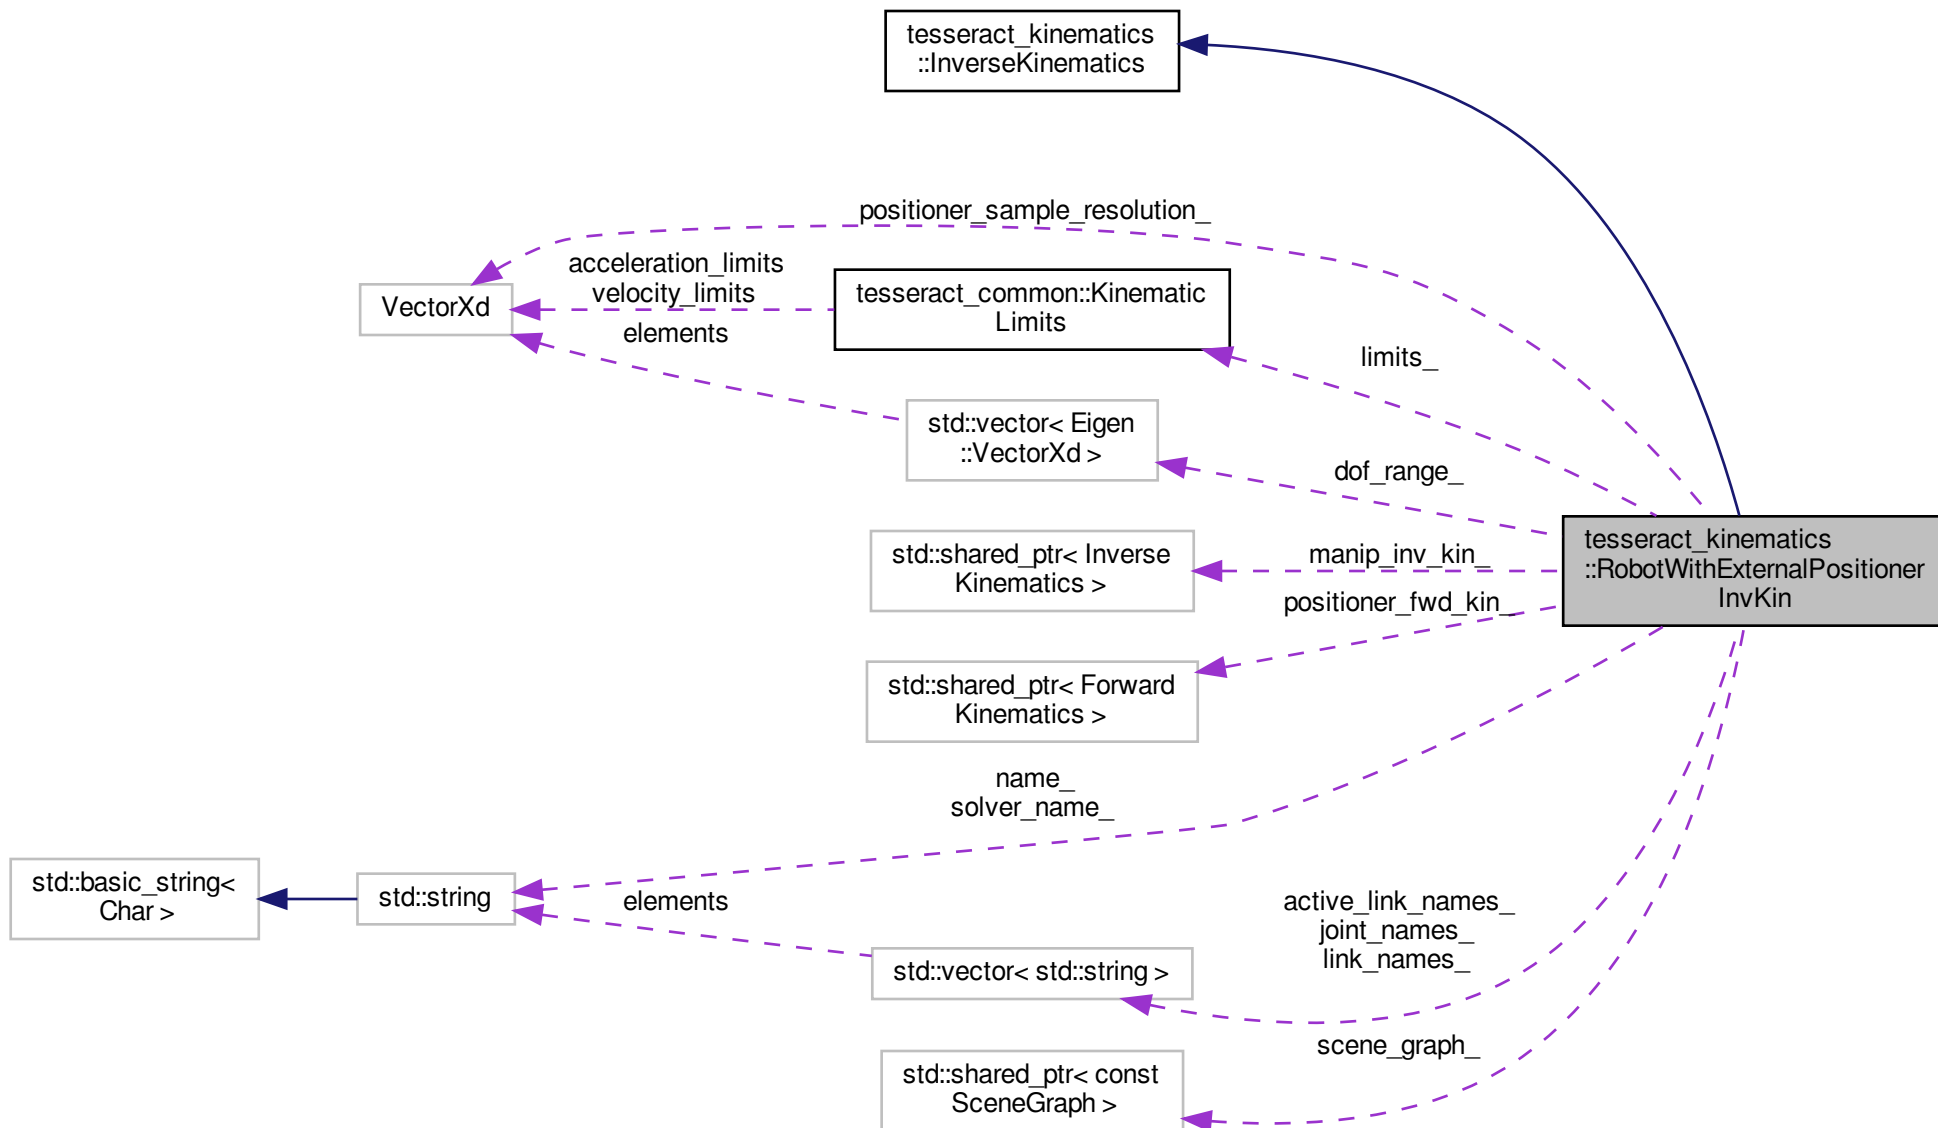 tesseract_kinematics
::InverseKinematics
positioner_sample_resolution_
acceleration_limits
velocity_limits
VectorXd
tesseract_common::Kinematic
Limits
elements
limits_
std::vector< Eigen
::VectorXd >
dof_range_
std::shared_ptr< Inverse
Kinematics >
manip_inv_kin_
tesseract_kinematics
::RobotWithExternalPositioner
InvKin
positioner_fwd_kin_
std::shared_ptr< Forward
Kinematics >
name_
solver_name_
std::basic_string<
Char >
std::string
elements
active_link_names_
joint_names_
link_names_
std::vector< std::string >
scene_graph_
std::shared_ptr< const
SceneGraph >